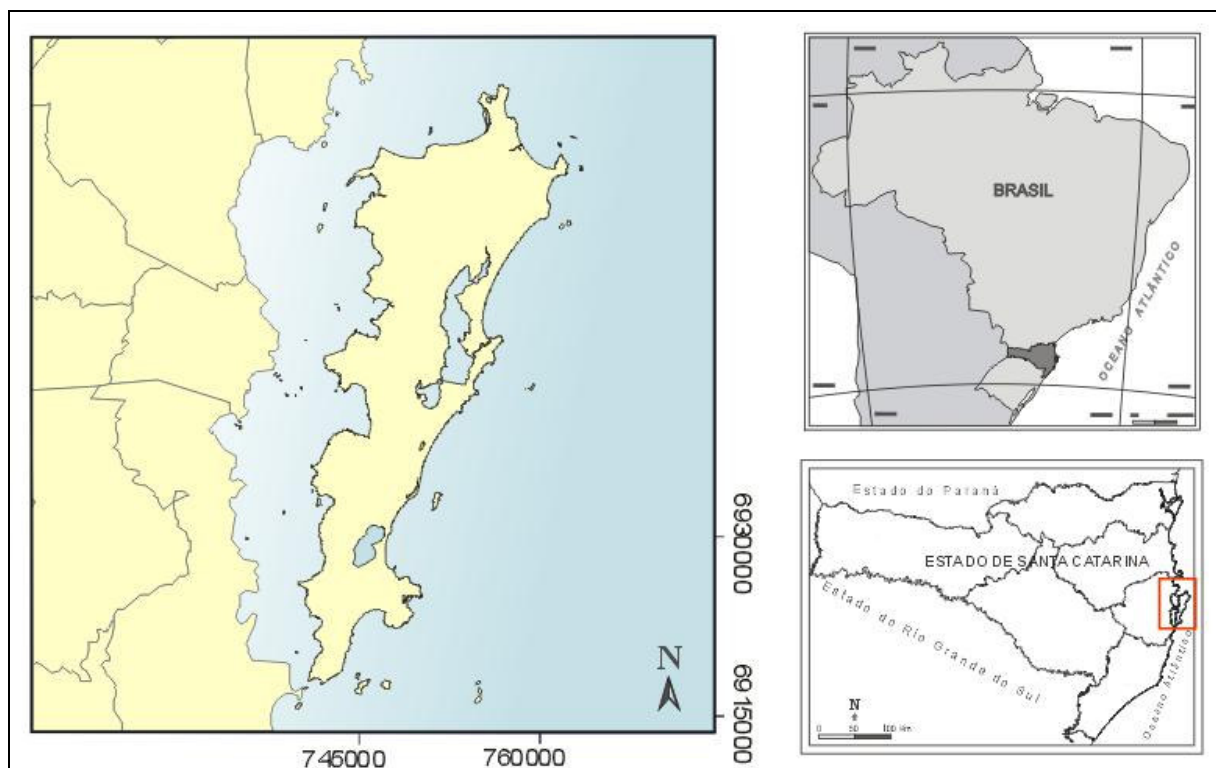 N
745000
760000
6930000
6915000
BRASIL
OCEANO ATLÂNTICO
Estado do Paraná
ESTADO DE SANTA CATARINA
Estado do Rio Grande do Sul
Oceano Atlântico
N
0 50 100 Km